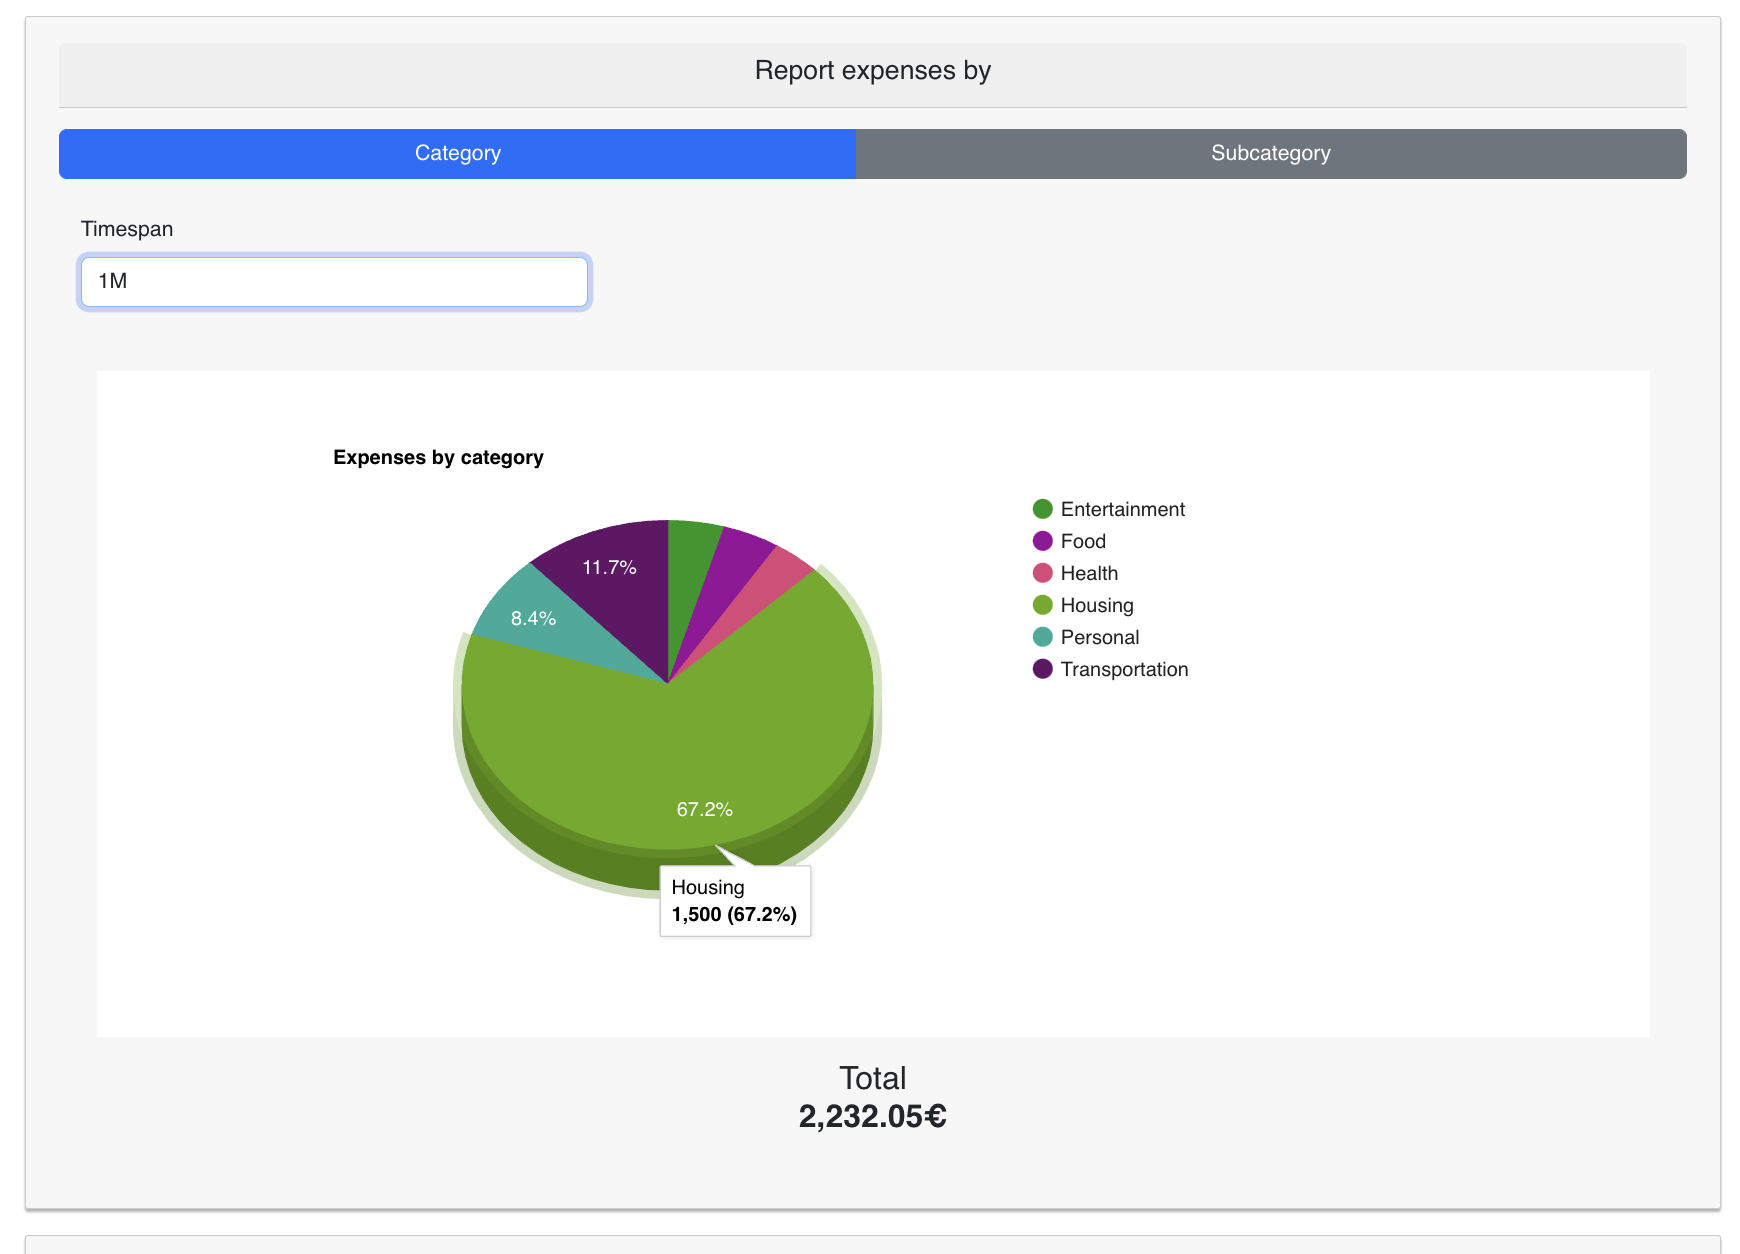 Report expenses by
Category
Subcategory
Timespan
1M
Expenses by category
Entertainment
Food
Health
Housing
Personal
Transportation
11.7%
8.4%
67.2%
Housing
1,500 (67.2%)
Total
2,232.05€